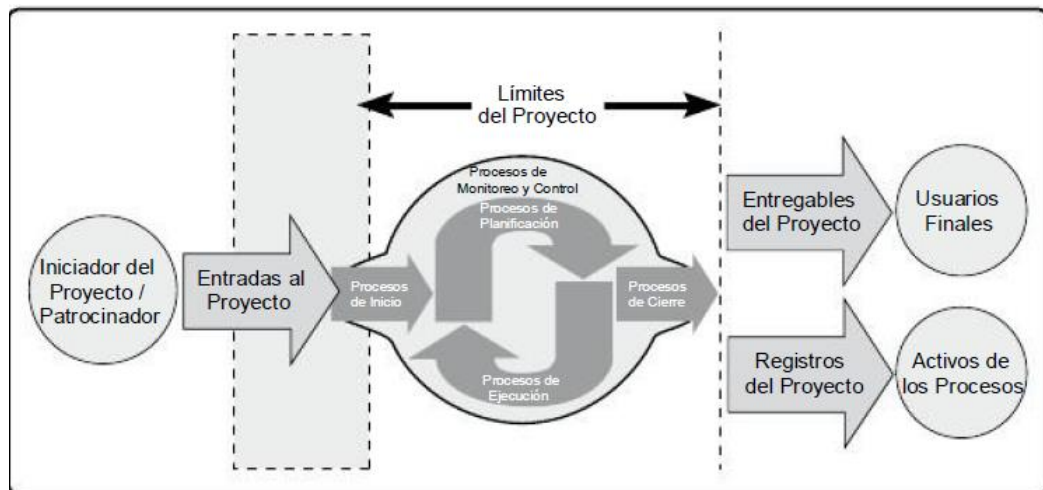 Límites
del Proyecto
Procesos de
Monitoreo y Control
Procesos de
Planificación
Iniciador del
Proyecto /
Patrocinador
Entradas al
Proyecto
Procesos
de Inicio
Procesos
de Cierre
Procesos de
Ejecución
Entregables
del Proyecto
Usuarios
Finales
Registros
del Proyecto
Activos de
los Procesos